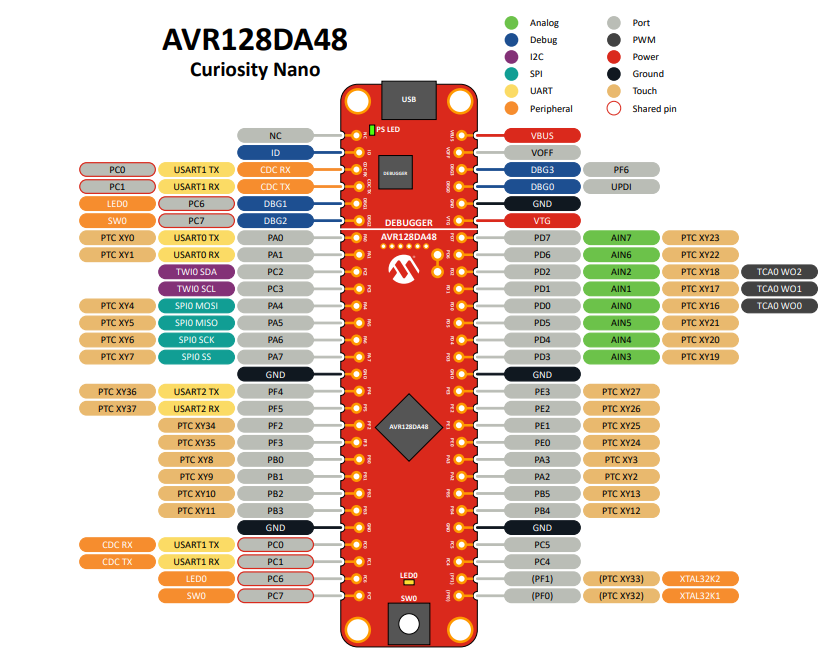 AVR128DA48
Curiosity Nano
Analog Port
Debug PWM
I2C Power
SPI Ground
UART Touch
Peripheral Shared pin
USB
PS LED
DEBUGGER
DEBUGGER
AVR128DA48
AVR128DA48
LED0
SW0
NC
ID
PC0 USART1 TX CDC RX
PC1 USART1 RX CDC TX
LED0 PC6 DBG1
SW0 PC7 DBG2
PTC XY0 USART0 TX PA0
PTC XY1 USART0 RX PA1
TWI0 SDA PC2
TWI0 SCL PC3
PTC XY4 SPI0 MOSI PA4
PTC XY5 SPI0 MISO PA5
PTC XY6 SPI0 SCK PA6
PTC XY7 SPI0 SS PA7
GND
PTC XY36 USART2 TX PF4
PTC XY37 USART2 RX PF5
PTC XY34 PF2
PTC XY35 PF3
PTC XY8 PB0
PTC XY9 PB1
PTC XY10 PB2
PTC XY11 PB3
GND
CDC RX USART1 TX PC0
CDC TX USART1 RX PC1
LED0 PC6
SW0 PC7
VBUS
VOFF
DBG3 PF6
DBG0 UPDI
GND
VTG
PD7 AIN7 PTC XY23
PD6 AIN6 PTC XY22
PD2 AIN2 PTC XY18 TCA0 WO2
PD1 AIN1 PTC XY17 TCA0 WO1
PD0 AIN0 PTC XY16 TCA0 WO0
PD5 AIN5 PTC XY21
PD4 AIN4 PTC XY20
PD3 AIN3 PTC XY19
GND
PE3 PTC XY27
PE2 PTC XY26
PE1 PTC XY25
PE0 PTC XY24
PA3 PTC XY3
PA2 PTC XY2
PB5 PTC XY13
PB4 PTC XY12
GND
PC5
PC4
(PF1) (PTC XY33) XTAL32K2
(PF0) (PTC XY32) XTAL32K1